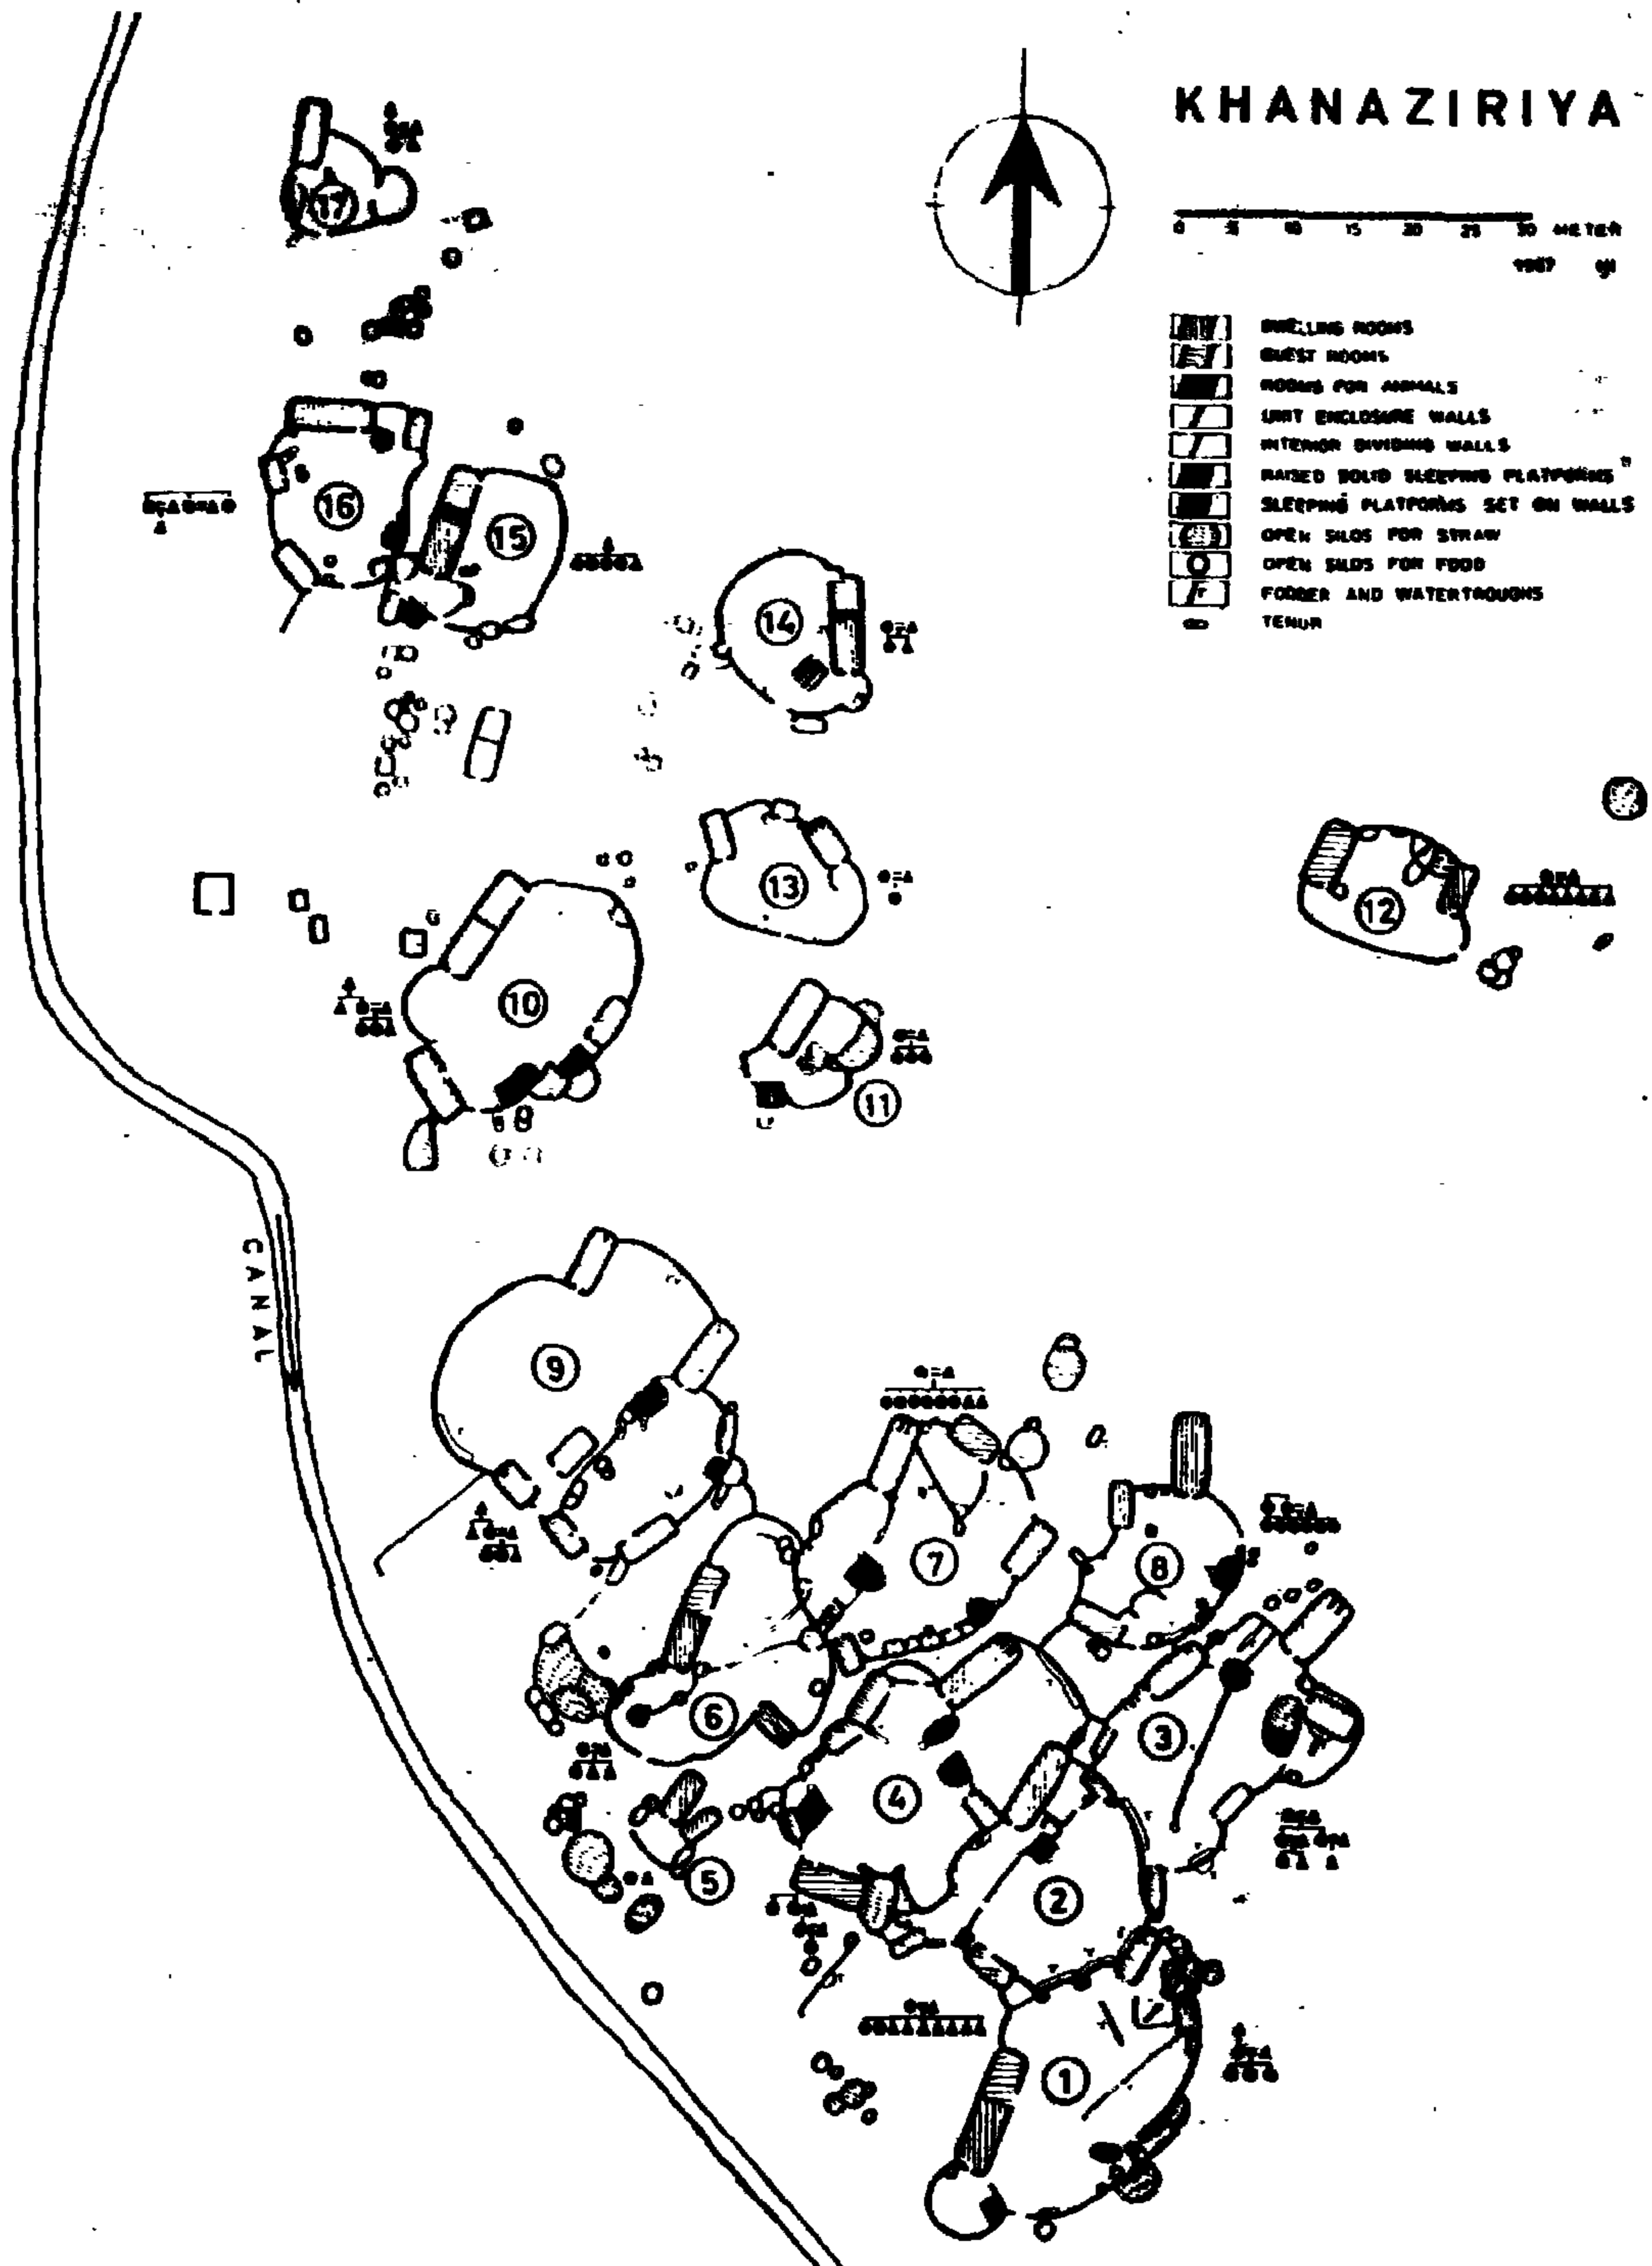 KHANAZIRIYA
0 5 10 15 20 25 30 METER
DWELLING ROOMS
GUEST ROOMS
ROOMS FOR ANIMALS
UNIT ENCLOSURE WALLS
INTERIOR DIVIDING WALLS
RAISED SOLID SLEEPING PLATFORMS
SLEEPING PLATFORMS SET ON WALLS
OPEN SILOS FOR STRAW
OPEN SILOS FOR FOOD
FODDER AND WATERTROUGHS
TENUR
17
16
15
14
13
12
10
11
CANAL
9
7
8
6
3
4
5
2
1